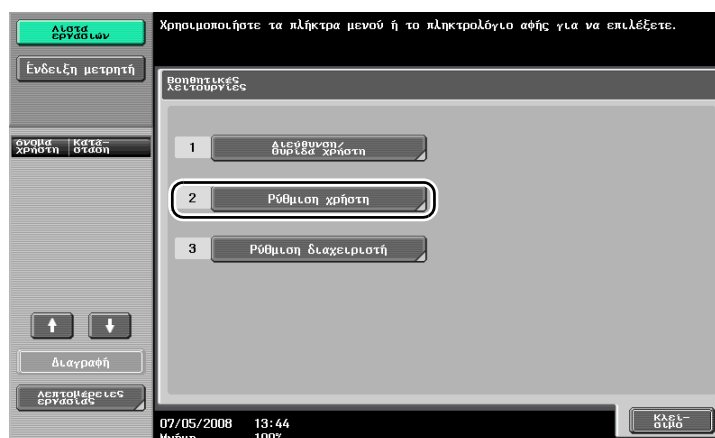 Λίστα
εργασιών
Χρησιμοποιήστε τα πλήκτρα μενού ή το πληκτρολόγιο αφής για να επιλέξετε.
Ένδειξη μετρητή
Βοηθητικές
λειτουργίες
όνομα χρήστη
Κατά-
σταση
1 Διεύθυνση/
θυρίδα χρήστη
2 Ρύθμιση χρήστη
3 Ρύθμιση διαχειριστή
Διαγραφή
Λεπτομέρειες
εργασίας
07/05/2008 13:44
Μνήμη 100%
Κλεί-
σιμο